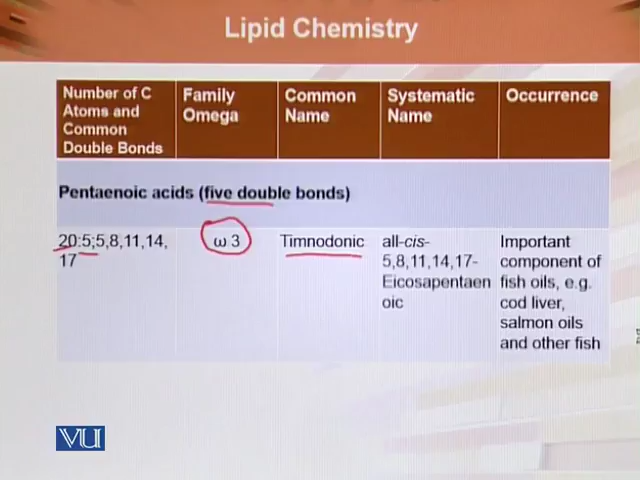 Lipid Chemistry
Number of C
Atoms and
Common
Double Bonds
Family
Omega
Common
Name
Systematic
Name
Occurrence
Pentaenoic acids (five double bonds)
20:5;5,8,11,14,
17
ω 3
Timnodonic
all-cis-
5,8,11,14,17-
Eicosapentaen
oic
Important
component of
fish oils, e.g.
cod liver,
salmon oils
and other fish
VU